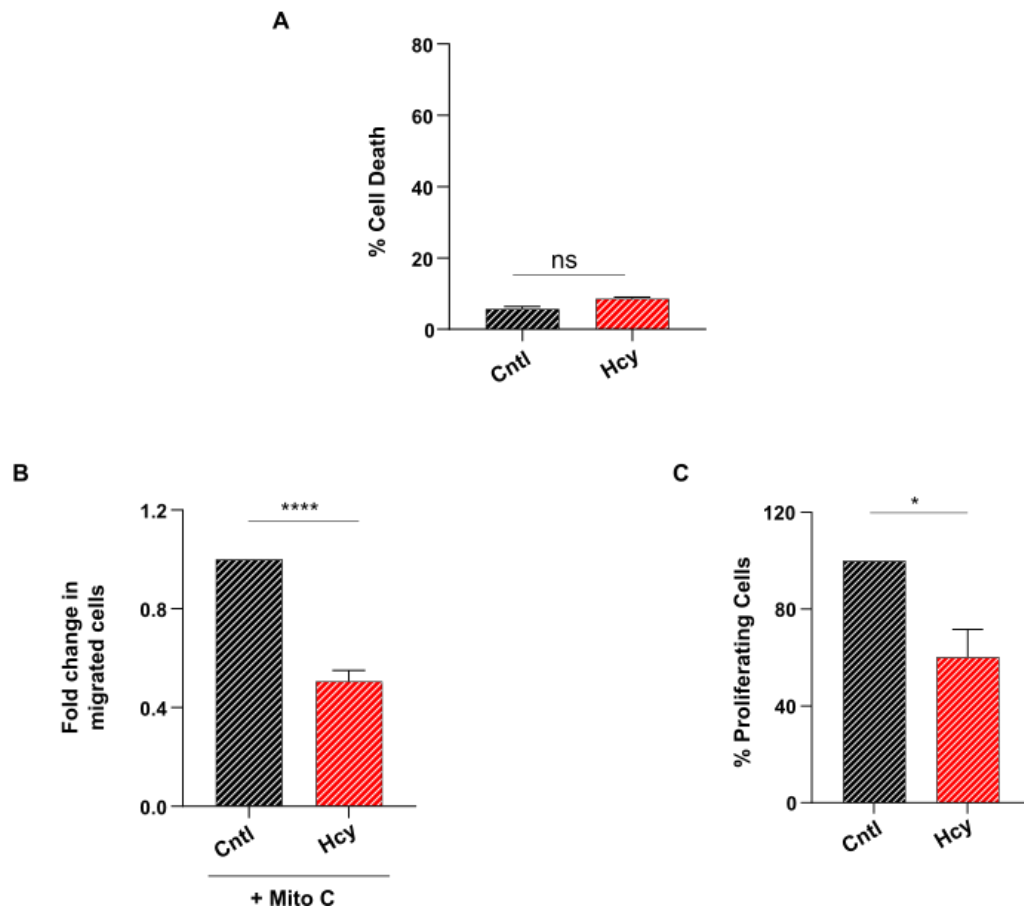 A
% Cell Death
80
60
40
20
0
ns
Cntl
Hcy
B
Fold change in
migrated cells
1.2
0.8
0.4
0.0
****
Cntl
Hcy
+ Mito C
C
% Proliferating Cells
120
80
40
0
*
Cntl
Hcy